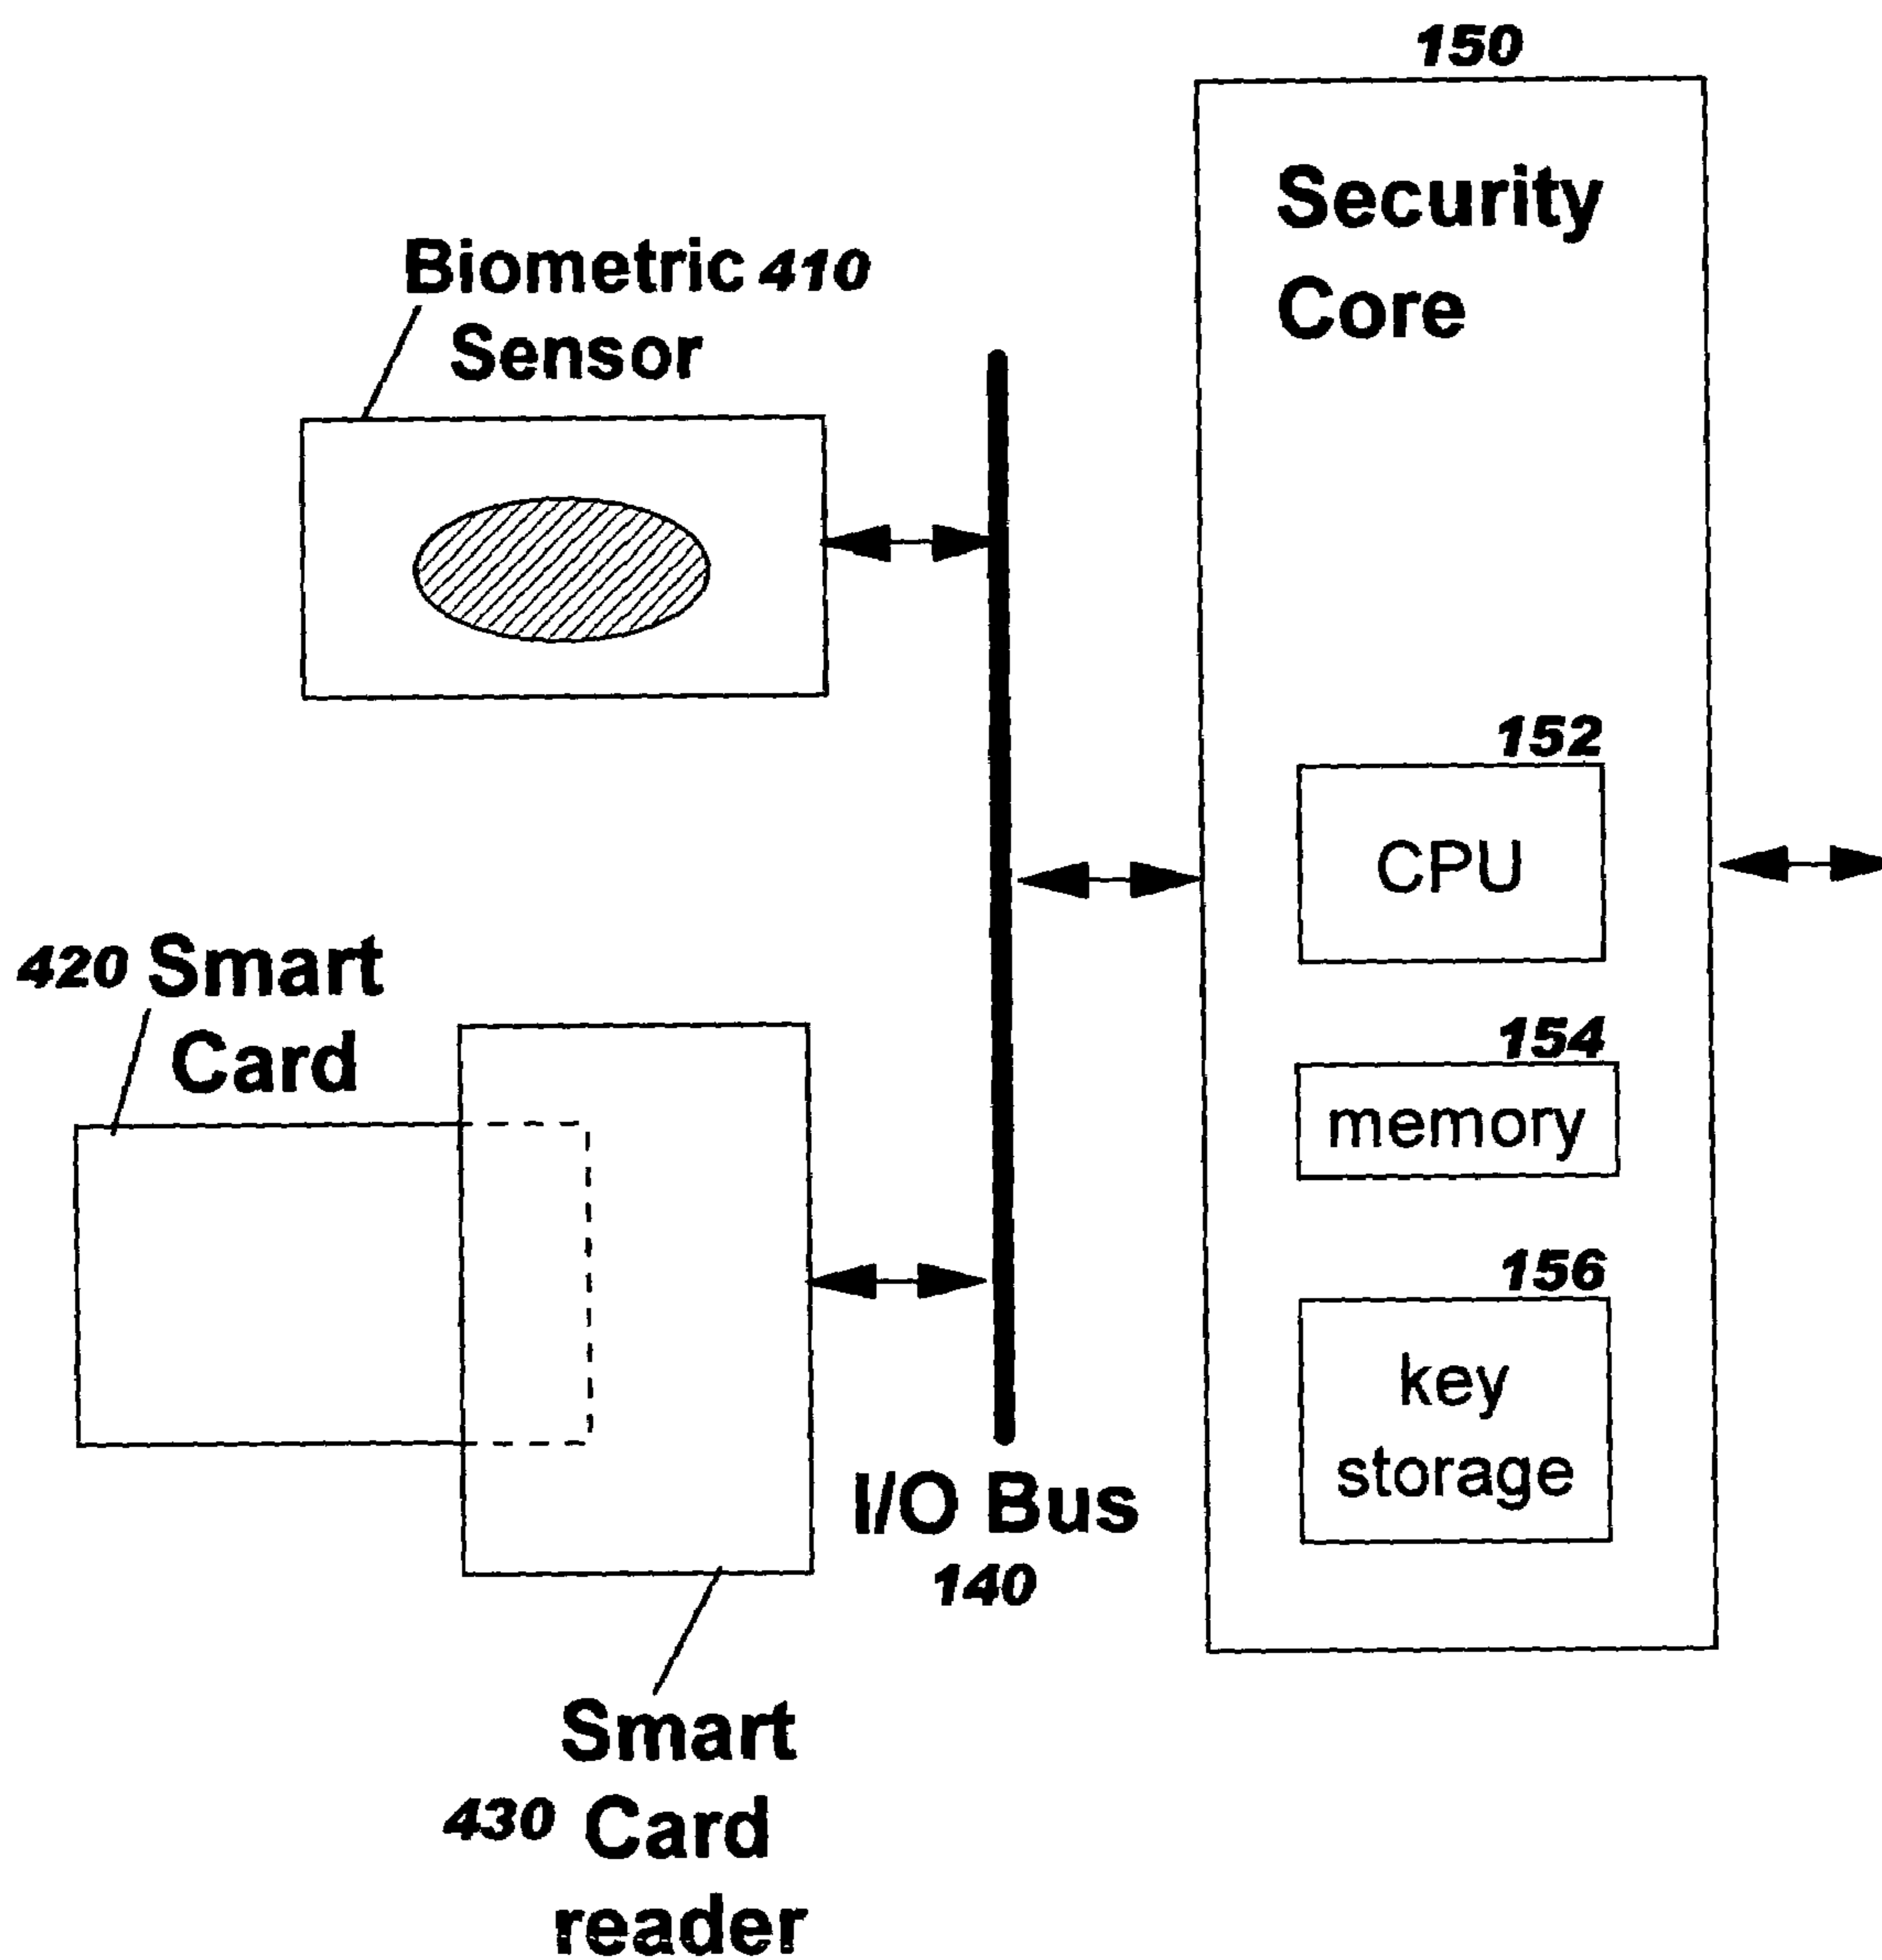 150
Security
Core
Biometric 410
Sensor
152
CPU
420 Smart
Card
154
memory
156
key
storage
I/O Bus
140
Smart
430 Card
reader